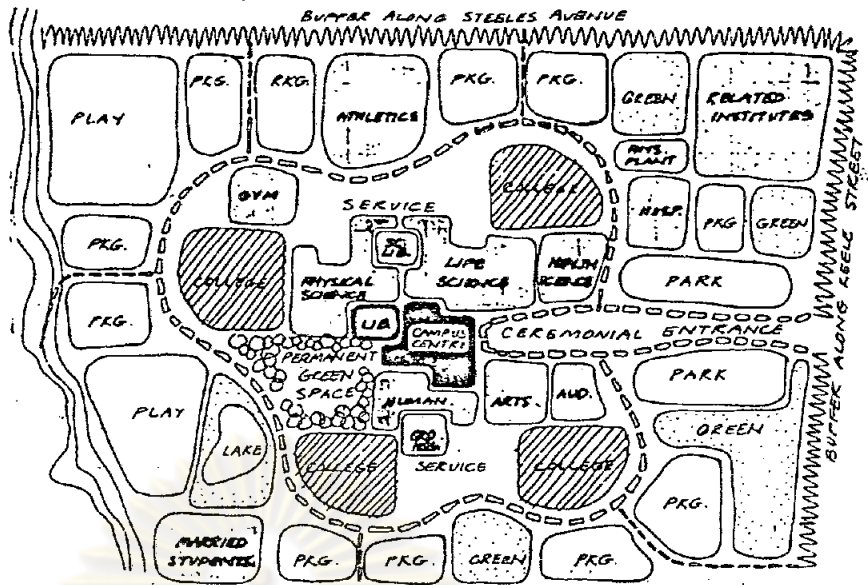 BUFFER ALONG STEELES AVENUE
PLAY
PKG.
RKG.
ATHLETICS
PKG.
PKG.
GREEN
RELATED
INSTITUTES
PHYS.
PLANT
GYM
SERVICE
COLLEGE
HOSP.
PKG
GREEN
BUFFER ALONG KEELE STREET
PKG.
COLLEGE
PHYSICAL
SCIENCE
SC.
LIB.
LIFE
SCIENCE
HEALTH
SCIENCE
PARK
PKG.
LIB.
CAMPUS
CENTRE
CEREMONIAL ENTRANCE
PERMANENT
GREEN
SPACE
PLAY
HUMAN.
ARTS.
AUD.
PARK
GREEN
LAKE
COLLEGE
SERVICE
COLLEGE
PKG.
MARRIED
STUDENTS
PKG.
PKG.
GREEN
PKG.